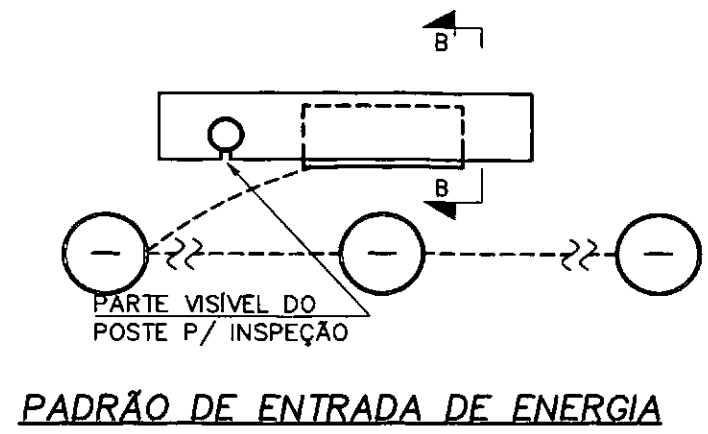 B
B
PARTE VISÍVEL DO
POSTE P/ INSPEÇÃO
PADRÃO DE ENTRADA DE ENERGIA